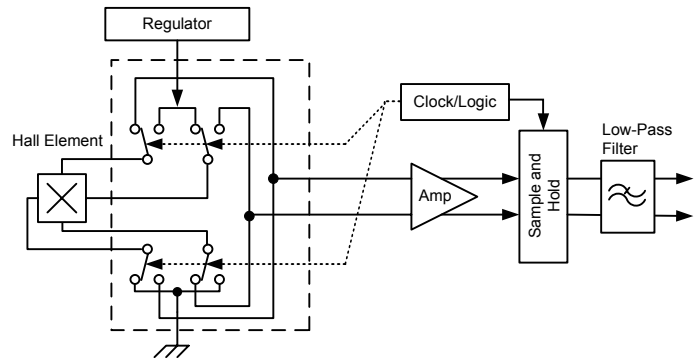 Regulator
Clock/Logic
Hall Element
Low-Pass
Filter
Amp
Sample and
Hold